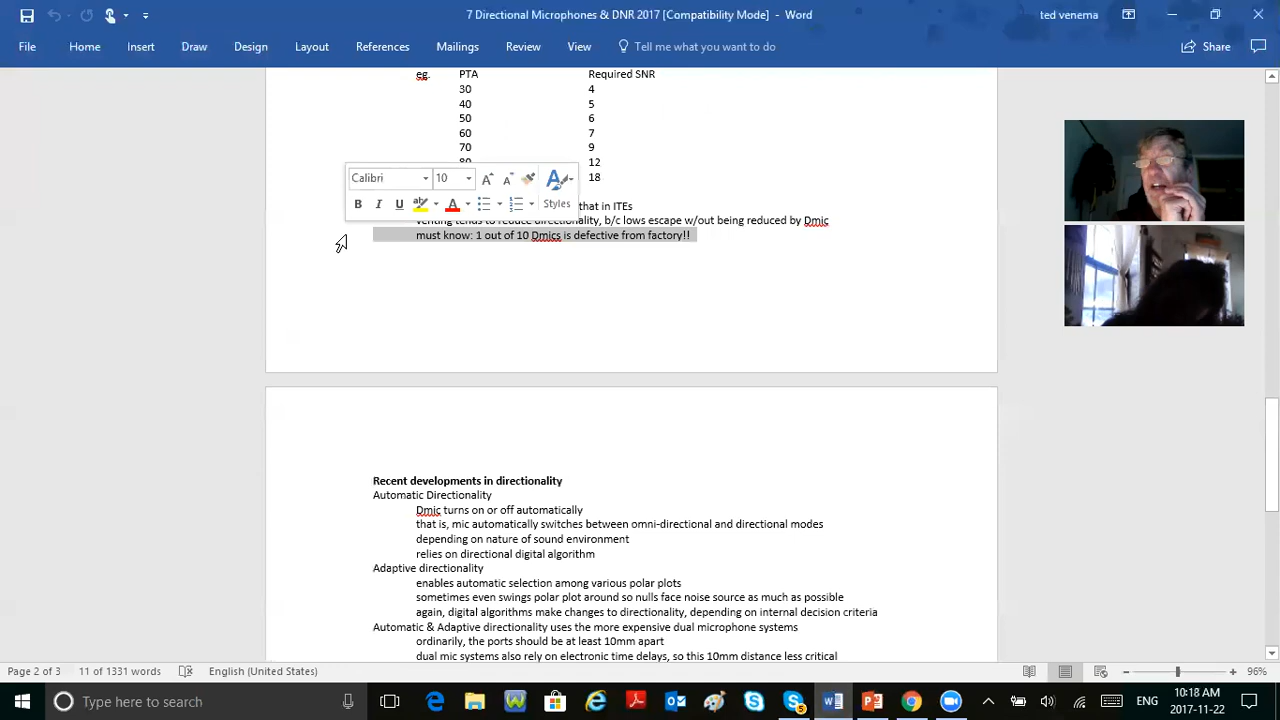 7 Directional Microphones & DNR 2017 [Compatibility Mode] - Word
ted venema
File Home Insert Draw Design Layout References Mailings Review View Tell me what you want to do Share
eg. PTA Required SNR
30 4
40 5
50 6
60 7
70 9
80 12
18
Calibri 10
B I U ab A Styles
that in ITEs
venting tends to reduce directionality, b/c lows escape w/out being reduced by Dmic
must know: 1 out of 10 Dmics is defective from factory!!
Recent developments in directionality
Automatic Directionality
Dmic turns on or off automatically
that is, mic automatically switches between omni-directional and directional modes
depending on nature of sound environment
relies on directional digital algorithm
Adaptive directionality
enables automatic selection among various polar plots
sometimes even swings polar plot around so nulls face noise source as much as possible
again, digital algorithms make changes to directionality, depending on internal decision criteria
Automatic & Adaptive directionality uses the more expensive dual microphone systems
ordinarily, the ports should be at least 10mm apart
dual mic systems also rely on electronic time delays, so this 10mm distance less critical
Page 2 of 3 11 of 1331 words English (United States) 96%
Type here to search
ENG
10:18 AM
2017-11-22